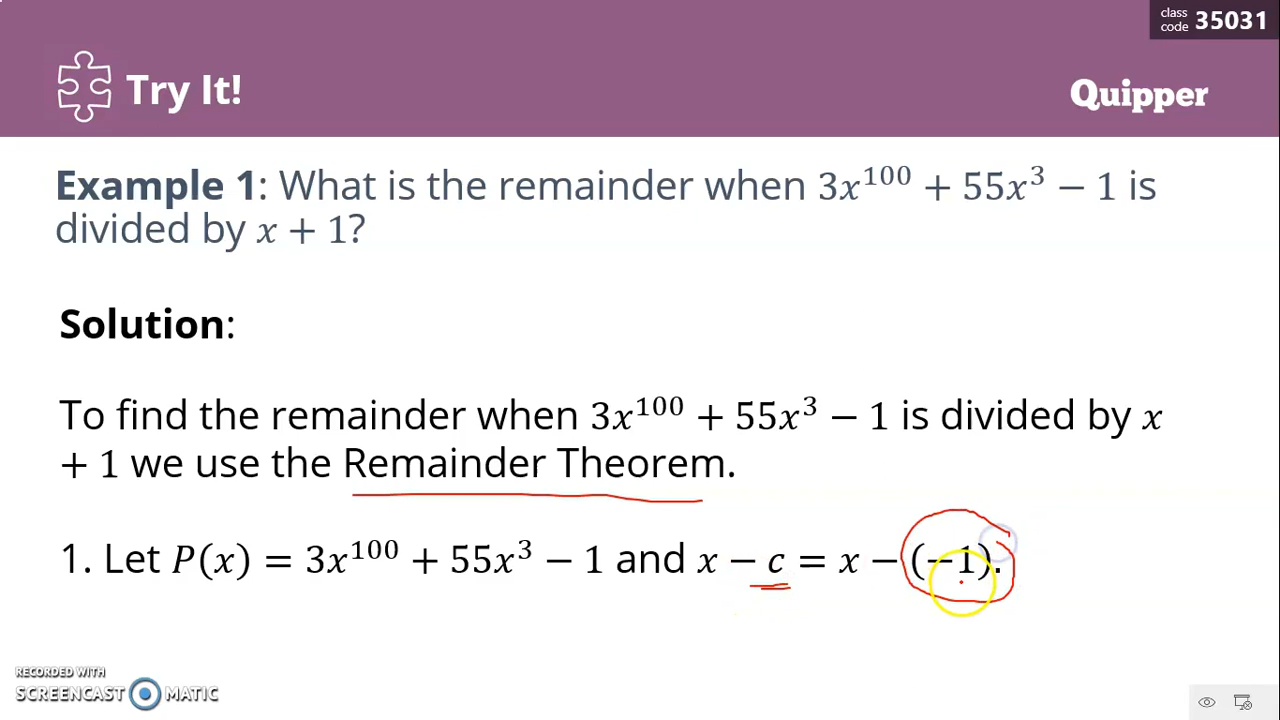 class code 35031
Try It!
Quipper
Example 1: What is the remainder when 3x¹⁰⁰ + 55x³ − 1 is
divided by x + 1?
Solution:
To find the remainder when 3x¹⁰⁰ + 55x³ − 1 is divided by x
+ 1 we use the Remainder Theorem.
1. Let P(x) = 3x¹⁰⁰ + 55x³ − 1 and x − c = x − (−1).
RECORDED WITH
SCREENCAST MATIC